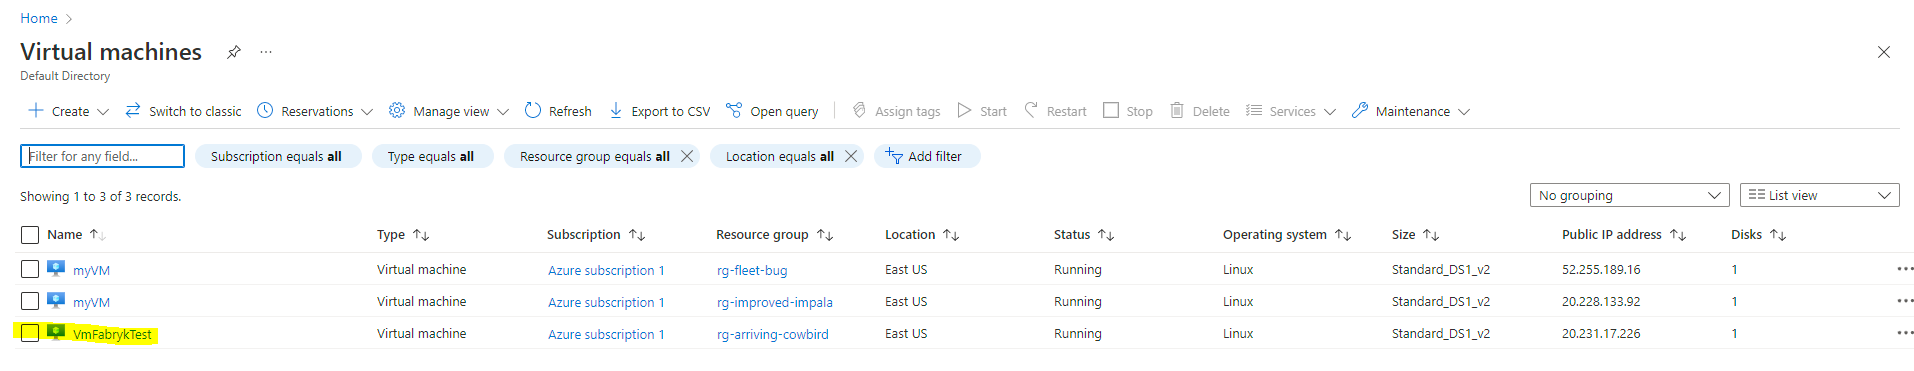 Home
Virtual machines
Default Directory
Create Switch to classic Reservations Manage view Refresh Export to CSV Open query Assign tags Start Restart Stop Delete Services Maintenance
Filter for any field... Subscription equals all Type equals all Resource group equals all Location equals all Add filter
Showing 1 to 3 of 3 records. No grouping List view
Name Type Subscription Resource group Location Status Operating system Size Public IP address Disks
myVM Virtual machine Azure subscription 1 rg-fleet-bug East US Running Linux Standard_DS1_v2 52.255.189.16 1
myVM Virtual machine Azure subscription 1 rg-improved-impala East US Running Linux Standard_DS1_v2 20.228.133.92 1
VmFabrykTest Virtual machine Azure subscription 1 rg-arriving-cowbird East US Running Linux Standard_DS1_v2 20.231.17.226 1